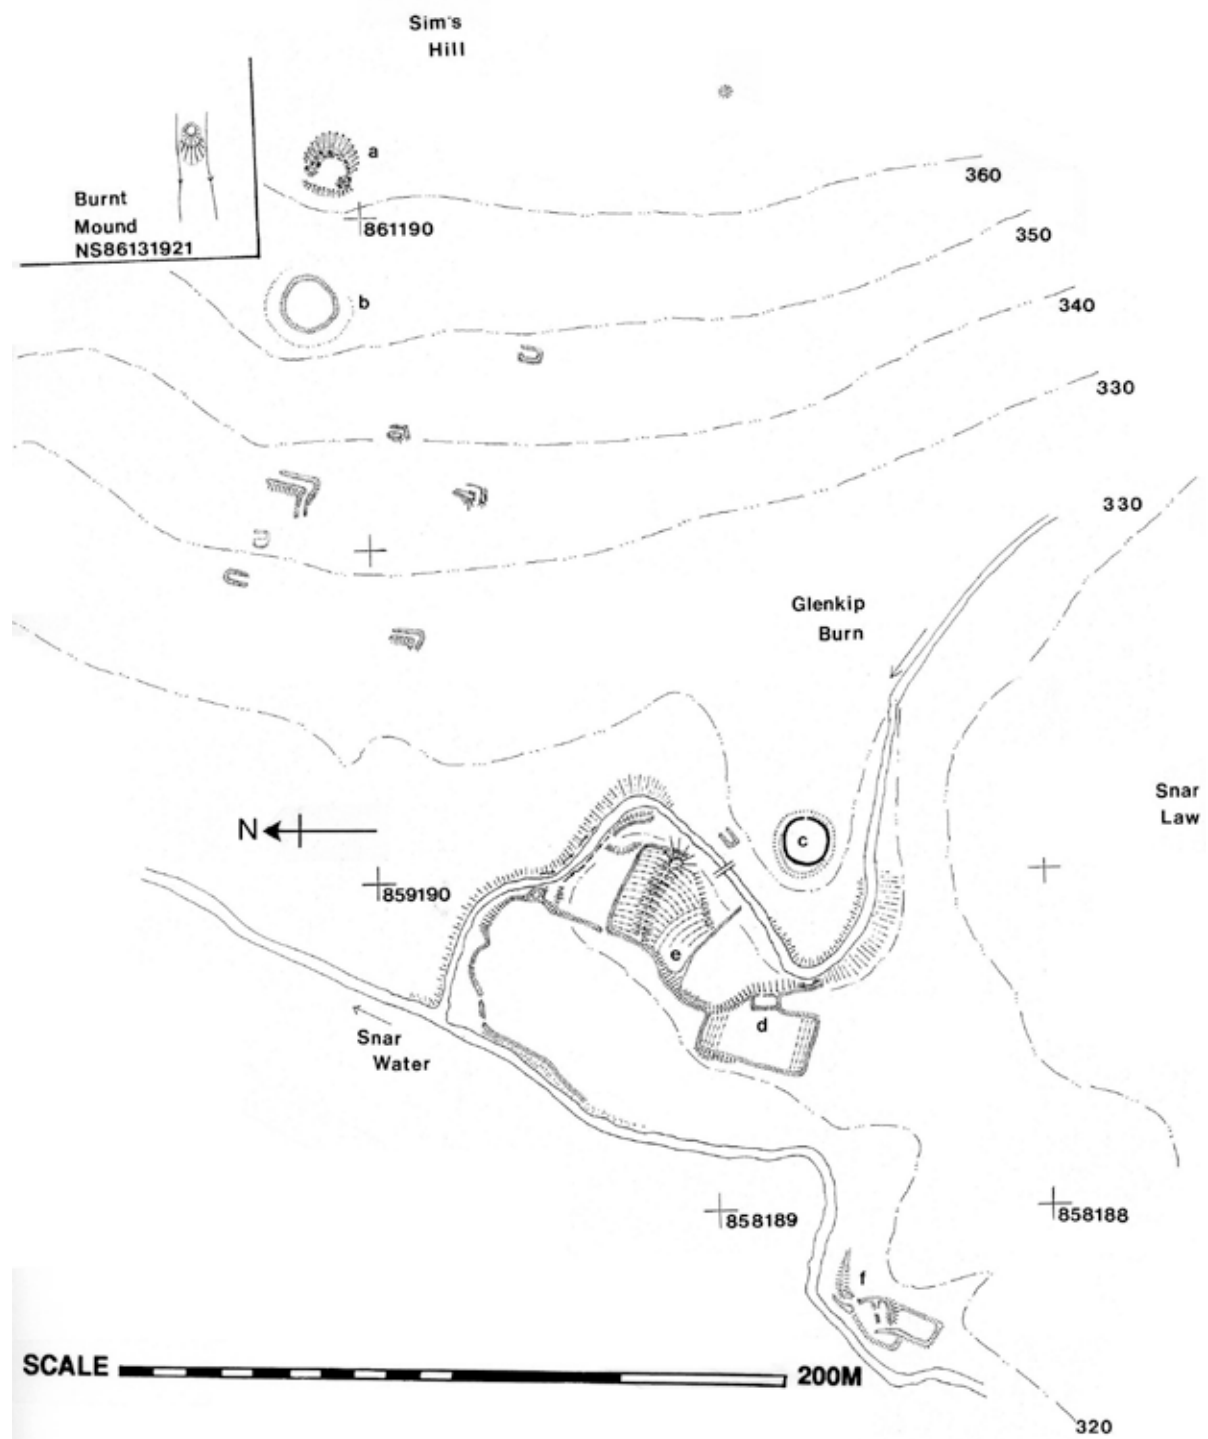 Sim's
Hill
a
360
Burnt
Mound
NS86131921
861190
350
b
340
330
330
Glenkip
Burn
Snar
Law
N
c
859190
e
d
Snar
Water
858189
858188
f
SCALE
200M
320